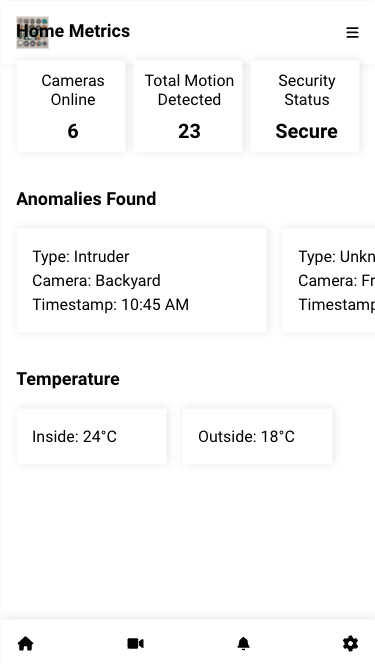 Home Metrics
Cameras Online
6
Total Motion Detected
23
Security Status
Secure
Anomalies Found
Type: Intruder
Camera: Backyard
Timestamp: 10:45 AM
Type: Unkn
Camera: Fr
Timestamp
Temperature
Inside: 24°C
Outside: 18°C